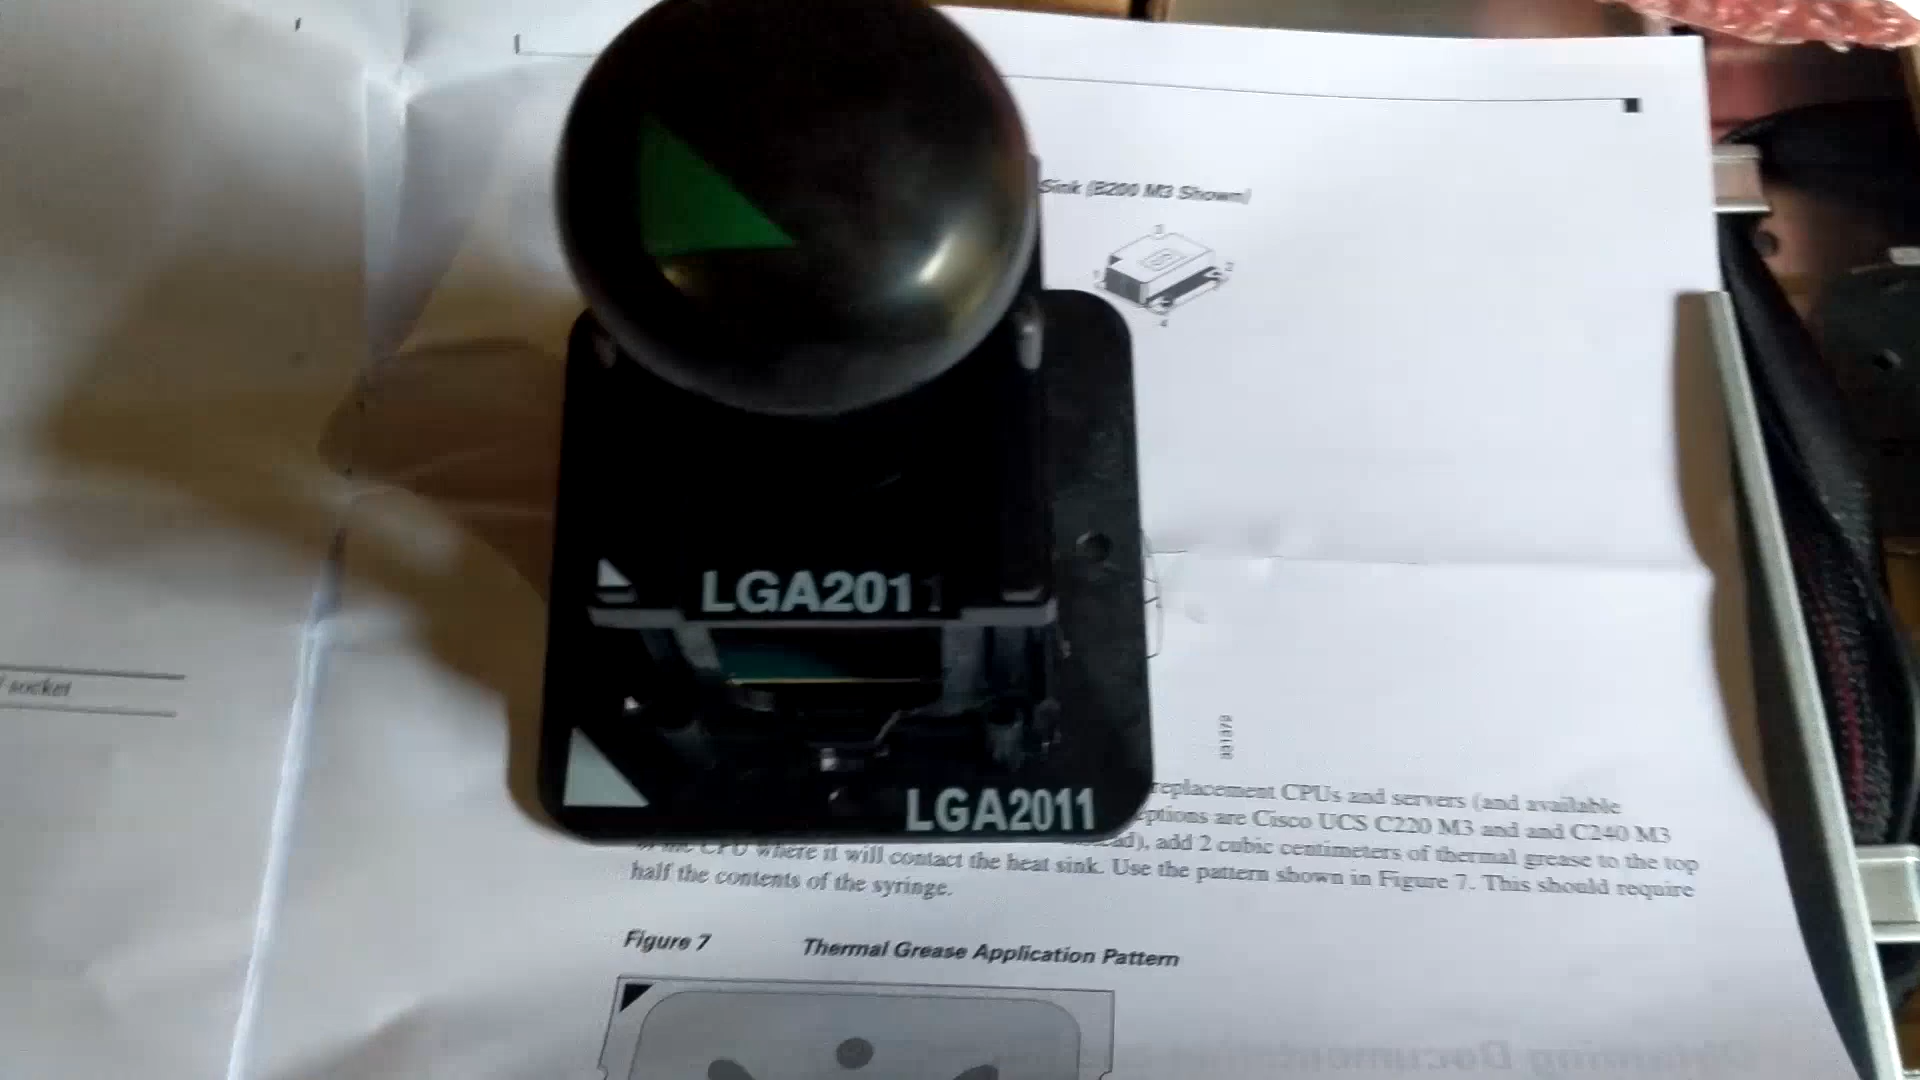 Sink (B200 M3 Shown)
LGA2011
LGA2011
socket
replacement CPUs and servers (and available
eptions are Cisco UCS C220 M3 and and C240 M3
ad), add 2 cubic centimeters of thermal grease to the top
CPU where it will contact the heat sink. Use the pattern shown in Figure 7. This should require
half the contents of the syringe.
Figure 7 Thermal Grease Application Pattern